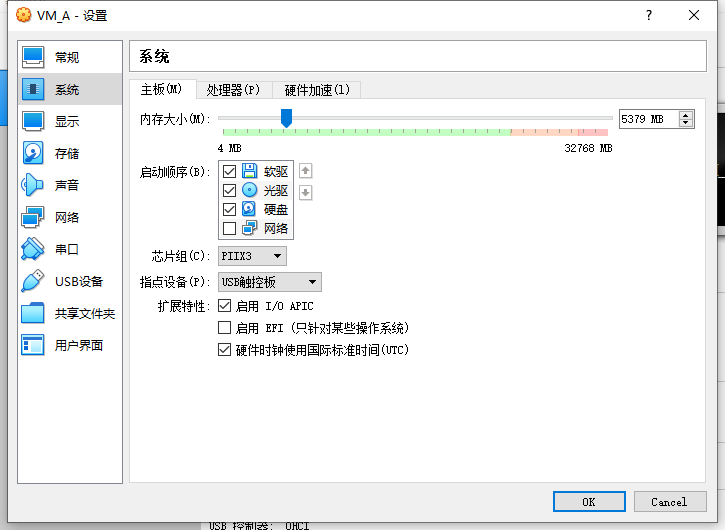 VM_A - 设置
?
常规
系统
显示
存储
声音
网络
串口
USB设备
共享文件夹
用户界面
系统
主板(M) 处理器(P) 硬件加速(l)
内存大小(M): 5379 MB
4 MB 32768 MB
启动顺序(B): 软驱
光驱
硬盘
网络
芯片组(C): PIIX3
指点设备(P): USB触控板
扩展特性: 启用 I/O APIC
启用 EFI (只针对某些操作系统)
硬件时钟使用国际标准时间(UTC)
OK Cancel
USB 控制器: OHCI